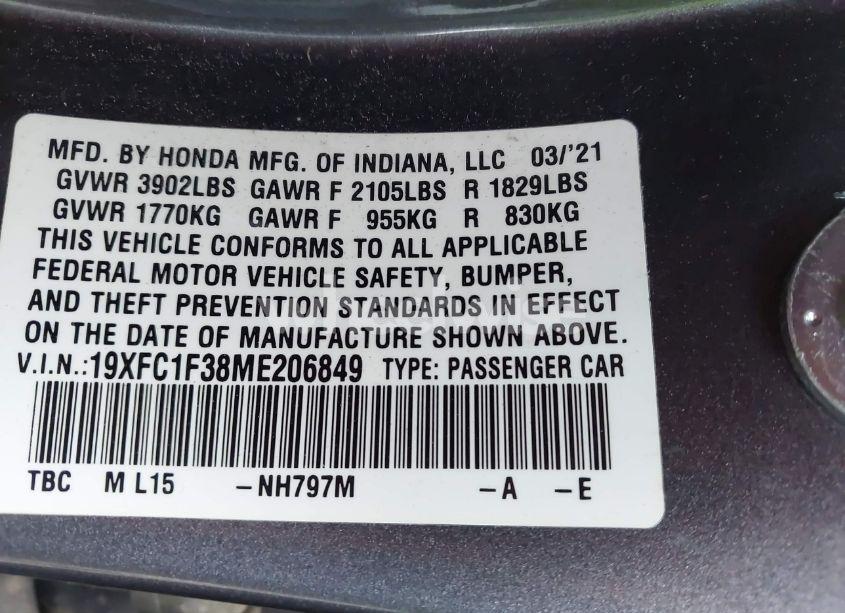 MFD. BY HONDA MFG. OF INDIANA, LLC 03/'21
GVWR 3902LBS GAWR F 2105LBS R 1829LBS
GVWR 1770KG GAWR F 955KG R 830KG
THIS VEHICLE CONFORMS TO ALL APPLICABLE
FEDERAL MOTOR VEHICLE SAFETY, BUMPER,
AND THEFT PREVENTION STANDARDS IN EFFECT
ON THE DATE OF MANUFACTURE SHOWN ABOVE.
V.I.N.:19XFC1F38ME206849 TYPE: PASSENGER CAR
TBC M L15 -NH797M -A -E